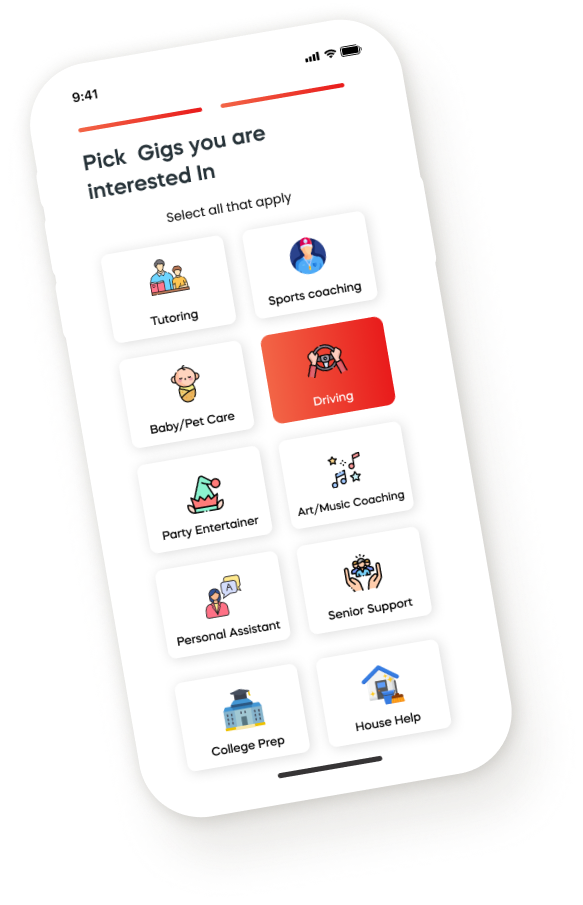 9:41
Pick Gigs you are
interested In
Select all that apply
Tutoring
Sports coaching
Baby/Pet Care
Driving
Party Entertainer
Art/Music Coaching
A
Personal Assistant
Senior Support
College Prep
House Help